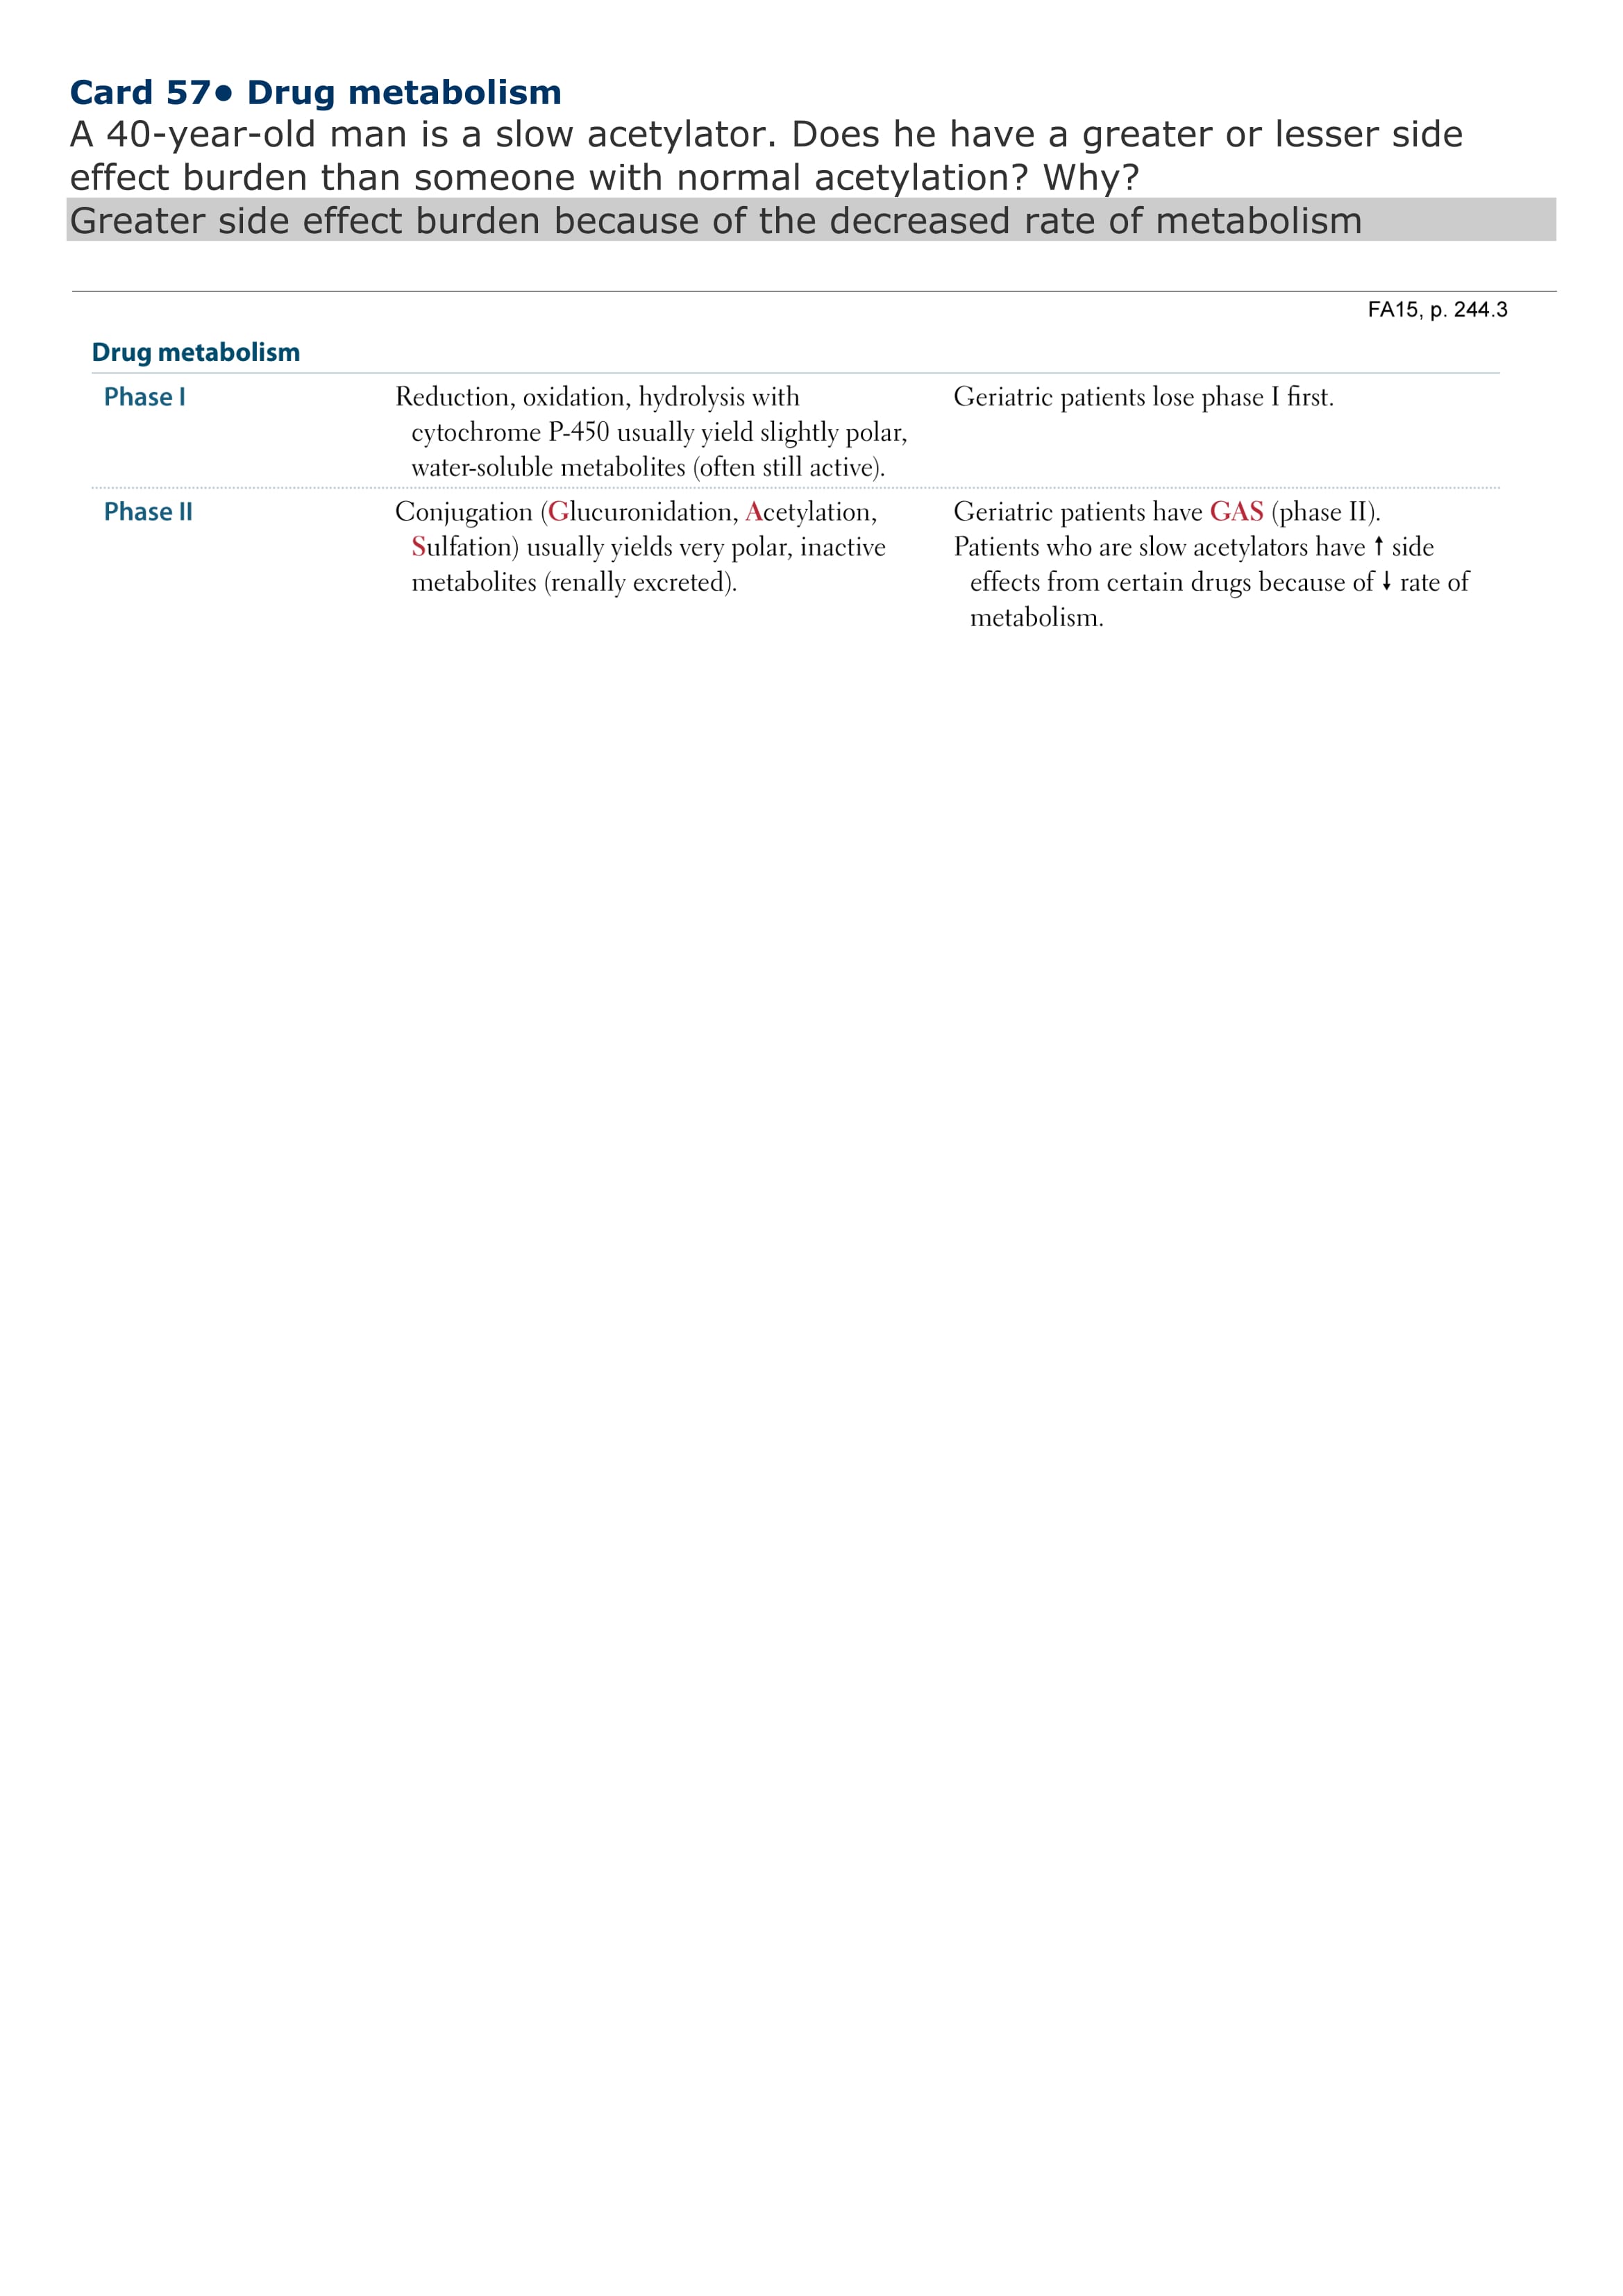 Card 57● Drug metabolism
A 40-year-old man is a slow acetylator. Does he have a greater or lesser side
effect burden than someone with normal acetylation? Why?
Greater side effect burden because of the decreased rate of metabolism
FA15, p. 244.3
Drug metabolism
Phase I
Reduction, oxidation, hydrolysis with
cytochrome P-450 usually yield slightly polar,
water-soluble metabolites (often still active).
Geriatric patients lose phase I first.
Phase II
Conjugation (Glucuronidation, Acetylation,
Sulfation) usually yields very polar, inactive
metabolites (renally excreted).
Geriatric patients have GAS (phase II).
Patients who are slow acetylators have ↑ side
effects from certain drugs because of ↓ rate of
metabolism.